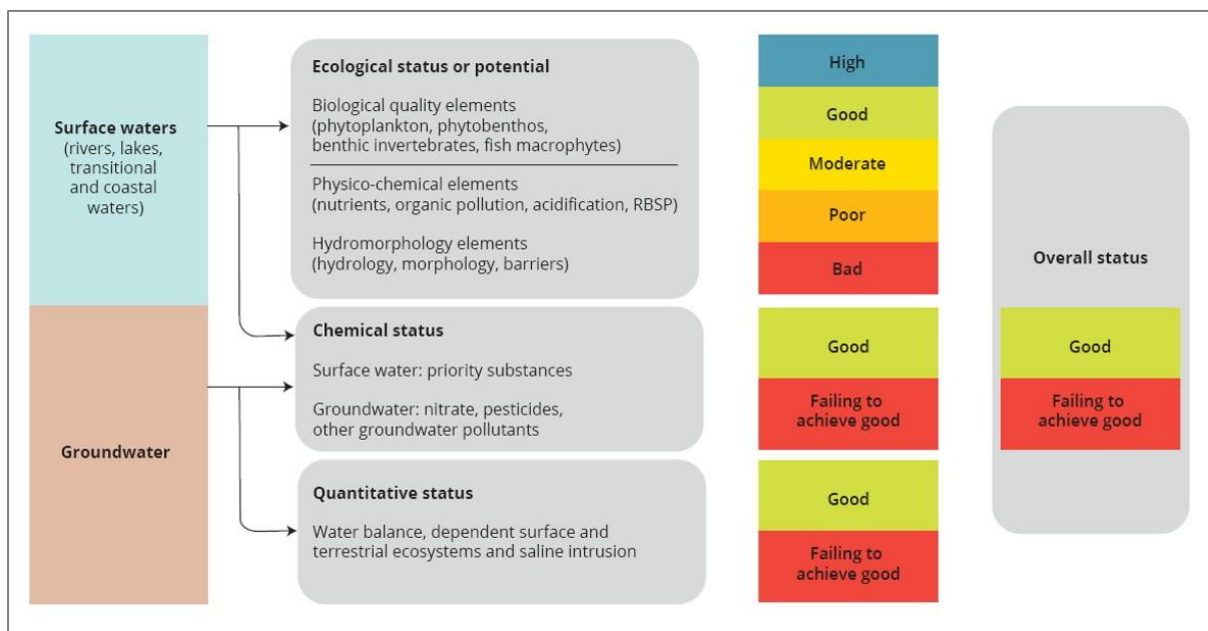 Surface waters
(rivers, lakes,
transitional
and coastal
waters)
Groundwater
Ecological status or potential
Biological quality elements
(phytoplankton, phytobenthos,
benthic invertebrates, fish macrophytes)
Physico-chemical elements
(nutrients, organic pollution, acidification, RBSP)
Hydromorphology elements
(hydrology, morphology, barriers)
Chemical status
Surface water: priority substances
Groundwater: nitrate, pesticides,
other groundwater pollutants
Quantitative status
Water balance, dependent surface and
terrestrial ecosystems and saline intrusion
High
Good
Moderate
Poor
Bad
Good
Failing to
achieve good
Good
Failing to
achieve good
Overall status
Good
Failing to
achieve good